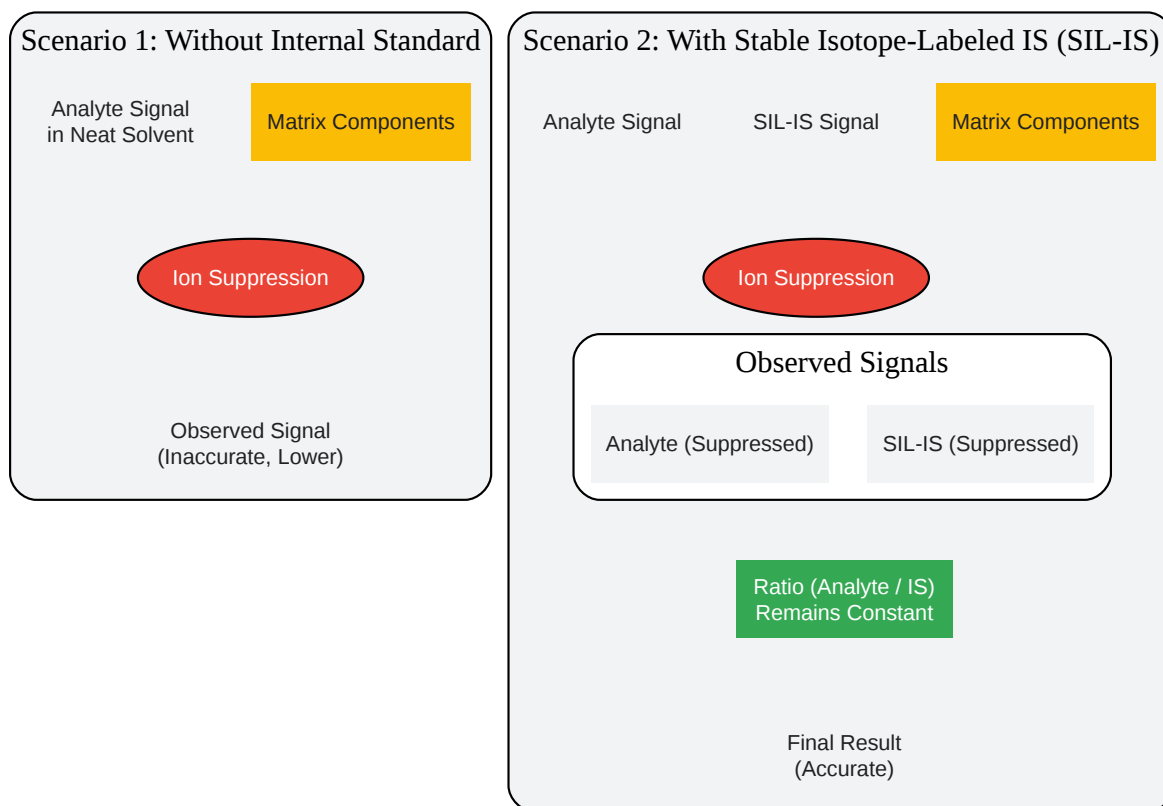 Scenario 1: Without Internal Standard
Analyte Signal
in Neat Solvent
Matrix Components
Ion Suppression
Observed Signal
(Inaccurate, Lower)
Scenario 2: With Stable Isotope-Labeled IS (SIL-IS)
Analyte Signal
SIL-IS Signal
Matrix Components
Ion Suppression
Observed Signals
Analyte (Suppressed)
SIL-IS (Suppressed)
Ratio (Analyte / IS)
Remains Constant
Final Result
(Accurate)